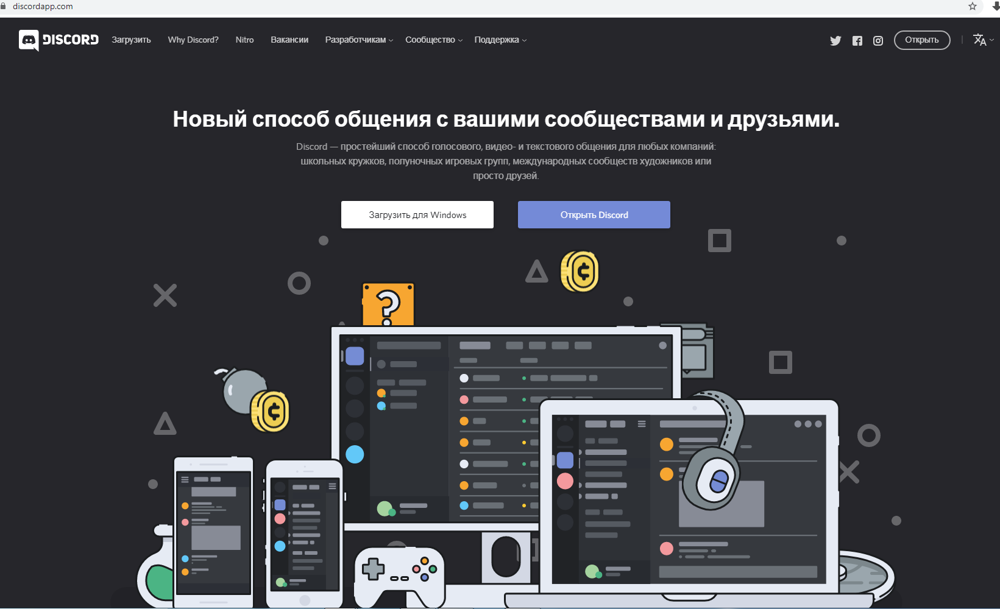 discordapp.com
DISCORD Загрузить Why Discord? Nitro Вакансии Разработчикам Сообщество Поддержка Открыть
Новый способ общения с вашими сообществами и друзьями.
Discord — простейший способ голосового, видео- и текстового общения для любых компаний:
школьных кружков, полуночных игровых групп, международных сообществ художников или
просто друзей.
Загрузить для Windows Открыть Discord